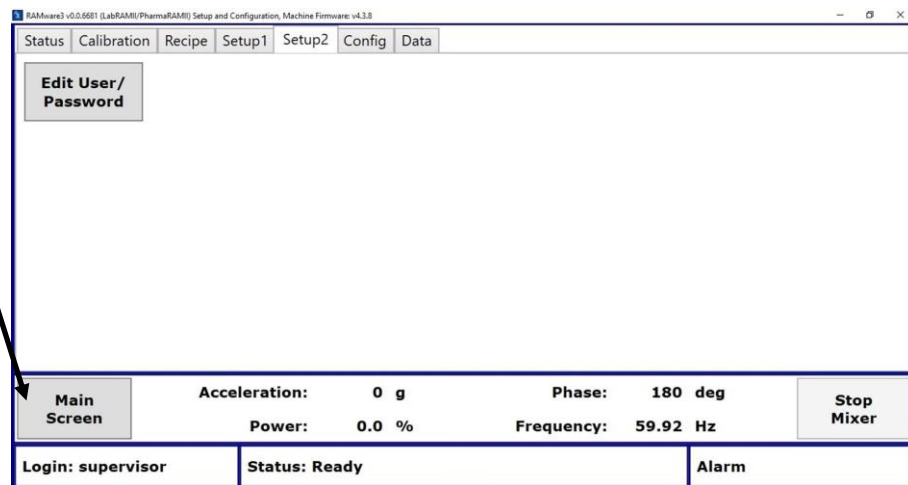 RAMware3 v0.0.6681 (LabRAMII/PharmaRAMII) Setup and Configuration, Machine Firmware: v4.3.8
Status Calibration Recipe Setup1 Setup2 Config Data
Edit User/
Password
Main
Screen
Acceleration: 0 g Phase: 180 deg
Power: 0.0 % Frequency: 59.92 Hz
Stop
Mixer
Login: supervisor Status: Ready Alarm